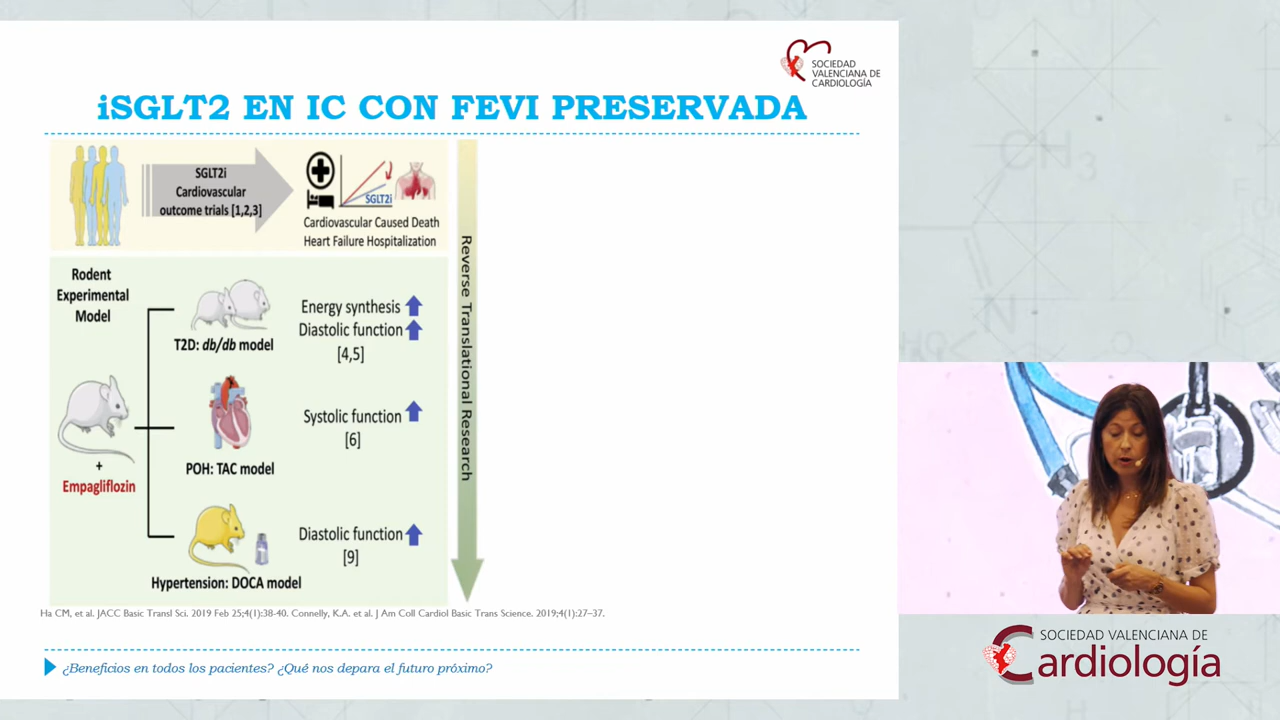 SOCIEDAD
VALENCIANA DE
CARDIOLOGÍA
iSGLT2 EN IC CON FEVI PRESERVADA
SGLT2i
Cardiovascular
outcome trials [1,2,3]
SGLT2i
Cardiovascular Caused Death
Heart Failure Hospitalization
Reverse Translational Research
Rodent
Experimental
Model
+
Empagliflozin
T2D: db/db model
Energy synthesis
Diastolic function
[4,5]
POH: TAC model
Systolic function
[6]
Hypertension: DOCA model
Diastolic function
[9]
Ha CM, et al. JACC Basic Transl Sci. 2019 Feb 25;4(1):38-40. Connelly, K.A. et al. J Am Coll Cardiol Basic Trans Science. 2019;4(1):27–37.
¿Beneficios en todos los pacientes? ¿Qué nos depara el futuro próximo?
CH3
N
SOCIEDAD VALENCIANA DE
Cardiología